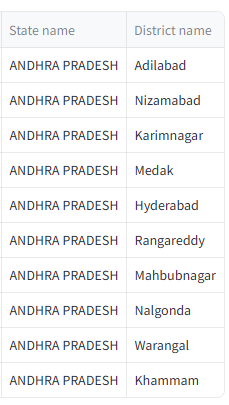 State name District name
ANDHRA PRADESH Adilabad
ANDHRA PRADESH Nizamabad
ANDHRA PRADESH Karimnagar
ANDHRA PRADESH Medak
ANDHRA PRADESH Hyderabad
ANDHRA PRADESH Rangareddy
ANDHRA PRADESH Mahbubnagar
ANDHRA PRADESH Nalgonda
ANDHRA PRADESH Warangal
ANDHRA PRADESH Khammam